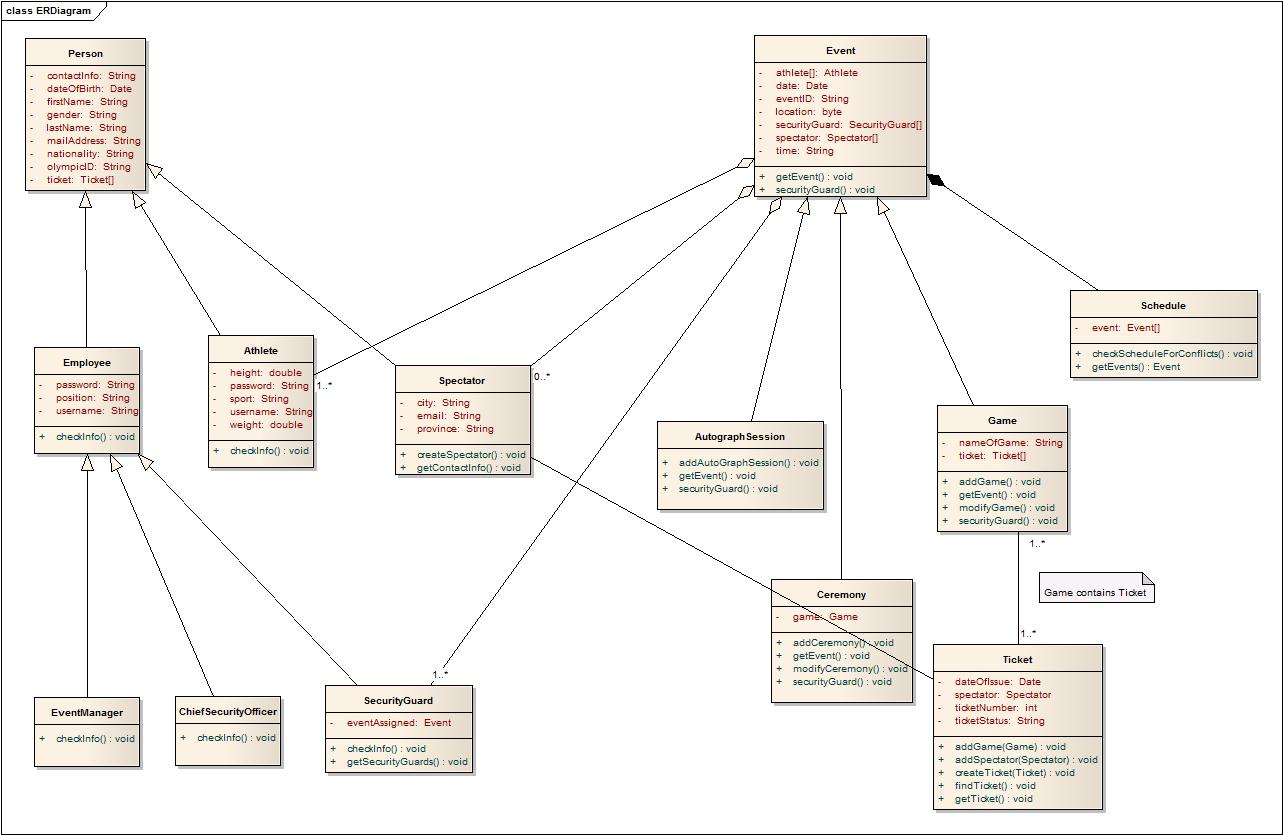 class ERDiagram
Person
- contactInfo: String
- dateOfBirth: Date
- firstName: String
- gender: String
- lastName: String
- mailAddress: String
- nationality: String
- olympicID: String
- ticket: Ticket[]
Event
- athlete[]: Athlete
- date: Date
- eventID: String
- location: byte
- securityGuard: SecurityGuard[]
- spectator: Spectator[]
- time: String
+ getEvent() : void
+ securityGuard() : void
Schedule
- event: Event[]
+ checkScheduleForConflicts() : void
+ getEvents() : Event
Employee
- password: String
- position: String
- username: String
+ checkInfo() : void
Athlete
- height: double
- password: String
- sport: String
- username: String
- weight: double
+ checkInfo() : void
1..*
Spectator
- city: String
- email: String
- province: String
+ createSpectator() : void
+ getContactInfo() : void
0..*
AutographSession
+ addAutoGraphSession() : void
+ getEvent() : void
+ securityGuard() : void
Game
- nameOfGame: String
- ticket: Ticket[]
+ addGame() : void
+ getEvent() : void
+ modifyGame() : void
+ securityGuard() : void
1..*
Game contains Ticket
1..*
Ceremony
- game: Game
+ addCeremony() : void
+ getEvent() : void
+ modifyCeremony() : void
+ securityGuard() : void
Ticket
- dateOfIssue: Date
- spectator: Spectator
- ticketNumber: int
- ticketStatus: String
+ addGame(Game) : void
+ addSpectator(Spectator) : void
+ createTicket(Ticket) : void
+ findTicket() : void
+ getTicket() : void
EventManager
+ checkInfo() : void
ChiefSecurityOfficer
+ checkInfo() : void
1..*
SecurityGuard
- eventAssigned: Event
+ checkInfo() : void
+ getSecurityGuards() : void